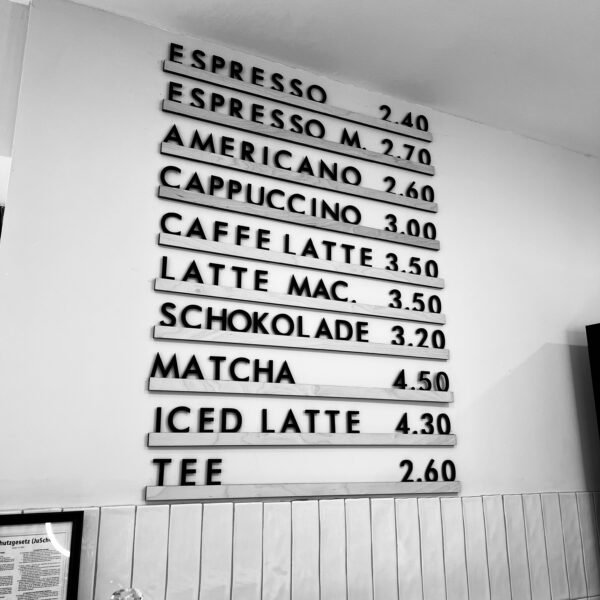 ESPRESSO 2.40
ESPRESSO M. 2.70
AMERICANO 2.60
CAPPUCCINO 3.00
CAFFE LATTE 3.50
LATTE MAC. 3.50
SCHOKOLADE 3.20
MATCHA 4.50
ICED LATTE 4.30
TEE 2.60